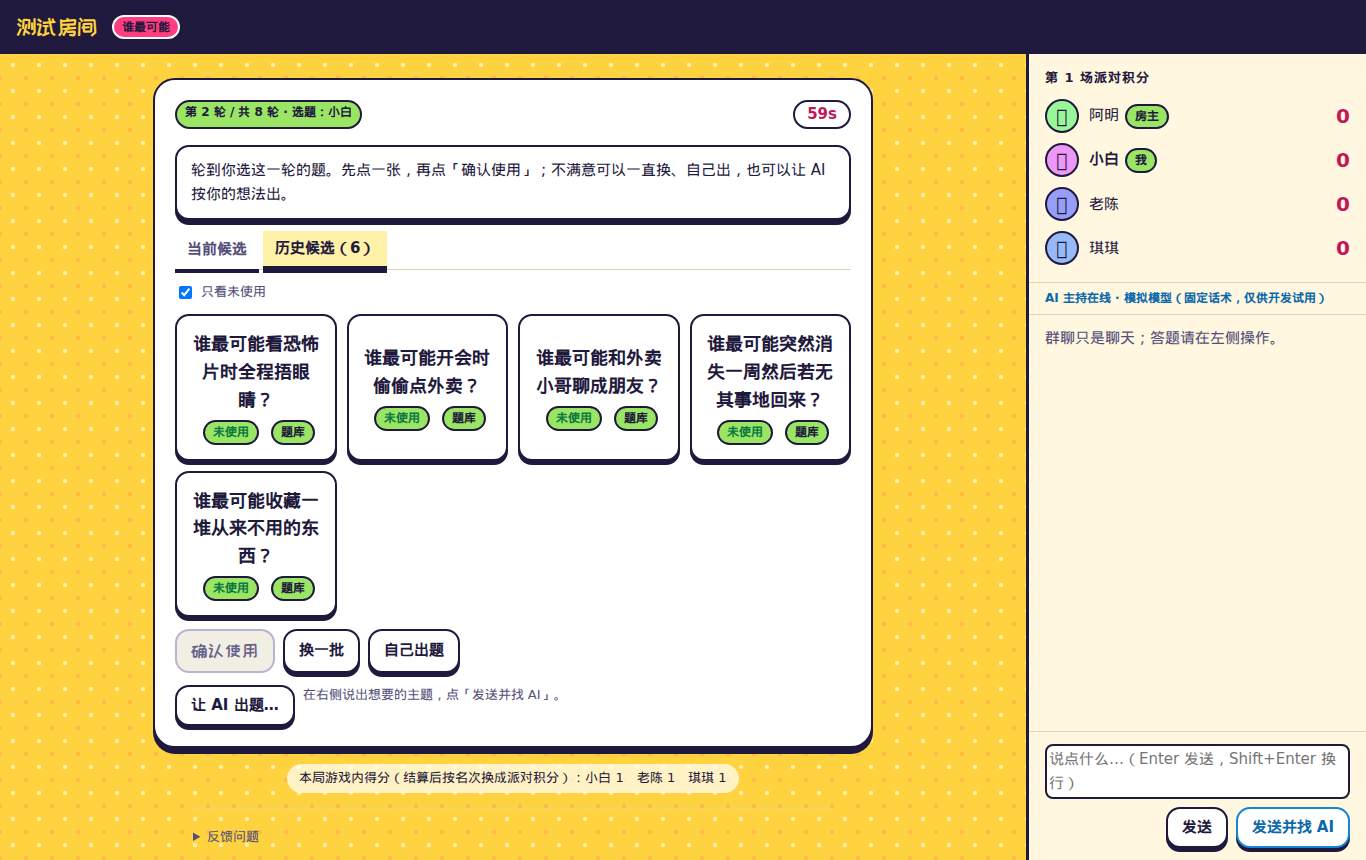 测试房间
谁最可能
第 2 轮 / 共 8 轮 · 选题：小白
59s
轮到你选这一轮的题。先点一张，再点「确认使用」；不满意可以一直换、自己出，也可以让 AI
按你的想法出。
当前候选
历史候选（6）
只看未使用
谁最可能看恐怖
片时全程捂眼
睛？
未使用
题库
谁最可能开会时
偷偷点外卖？
未使用
题库
谁最可能和外卖
小哥聊成朋友？
未使用
题库
谁最可能突然消
失一周然后若无
其事地回来？
未使用
题库
谁最可能收藏一
堆从来不用的东
西？
未使用
题库
确认使用
换一批
自己出题
让 AI 出题…
在右侧说出想要的主题，点「发送并找 AI」。
本局游戏内得分（结算后按名次换成派对积分）：小白 1 老陈 1 琪琪 1
反馈问题
第 1 场派对积分
阿明 房主 0
小白 我 0
老陈 0
琪琪 0
AI 主持在线 · 模拟模型（固定话术，仅供开发试用）
群聊只是聊天；答题请在左侧操作。
说点什么…（Enter 发送，Shift+Enter 换
行）
发送
发送并找 AI